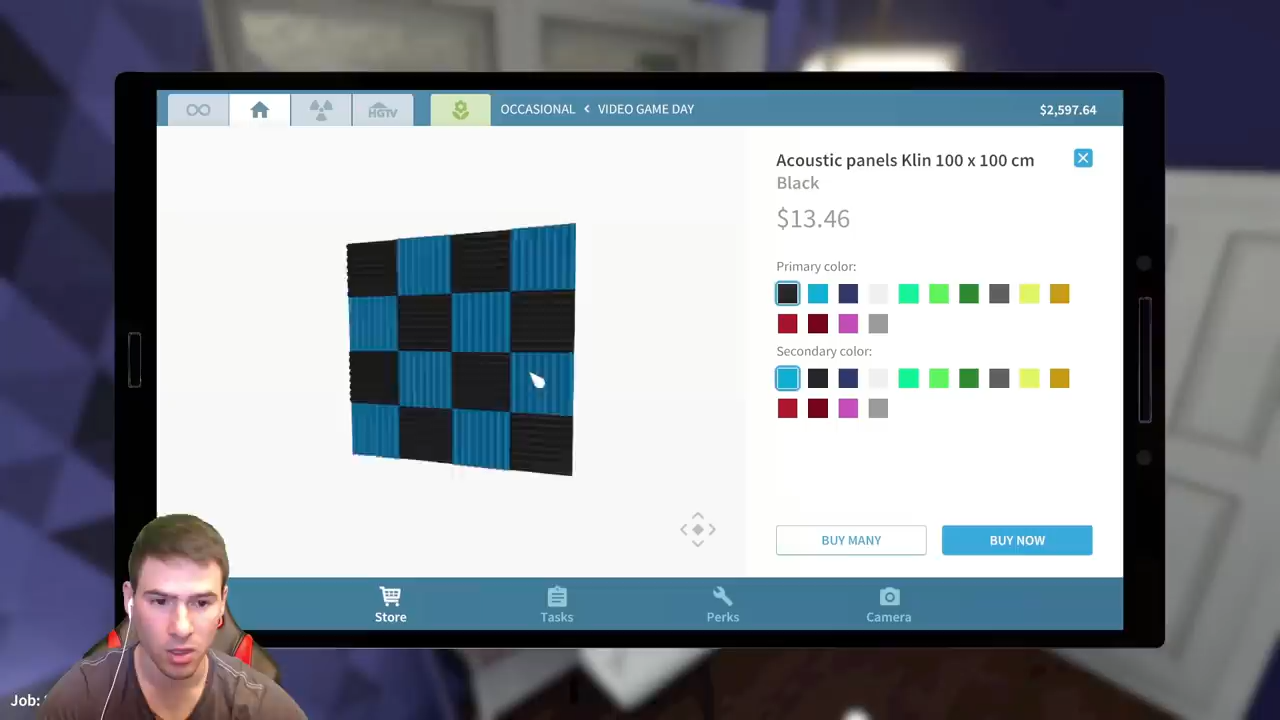 HGTV
OCCASIONAL < VIDEO GAME DAY
$2,597.64
Acoustic panels Klin 100 x 100 cm
Black
$13.46
Primary color:
Secondary color:
BUY MANY
BUY NOW
Store
Tasks
Perks
Camera
Job: